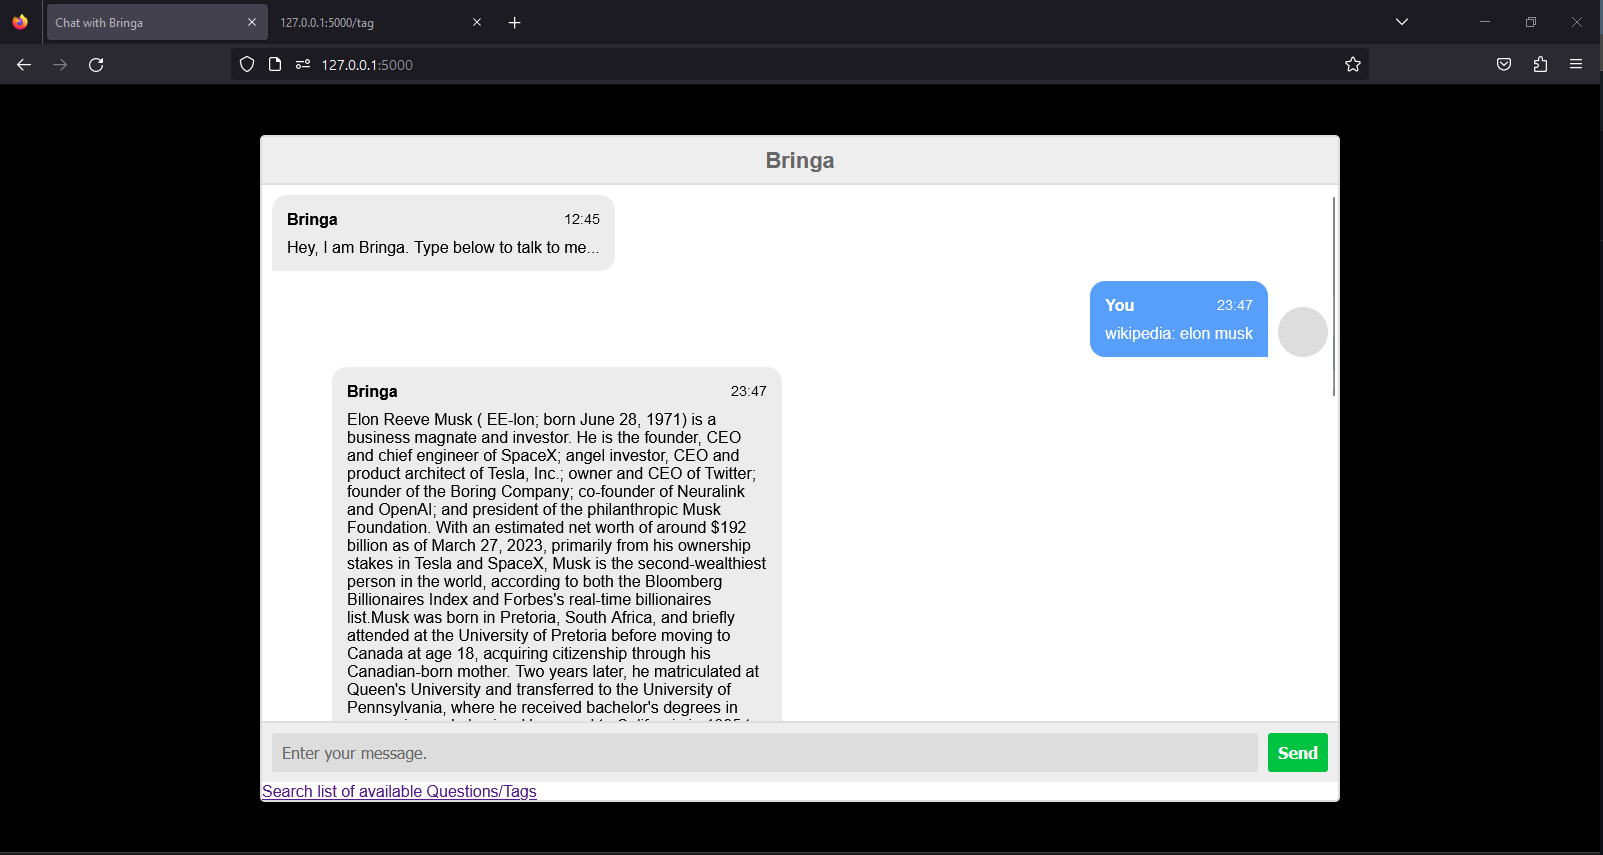 Chat with Bringa
127.0.0.1:5000/tag
127.0.0.1:5000
Bringa
Bringa 12:45
Hey, I am Bringa. Type below to talk to me...
You 23:47
wikipedia: elon musk
Bringa 23:47
Elon Reeve Musk ( EE-lon; born June 28, 1971) is a
business magnate and investor. He is the founder, CEO
and chief engineer of SpaceX; angel investor, CEO and
product architect of Tesla, Inc.; owner and CEO of Twitter;
founder of the Boring Company; co-founder of Neuralink
and OpenAI; and president of the philanthropic Musk
Foundation. With an estimated net worth of around $192
billion as of March 27, 2023, primarily from his ownership
stakes in Tesla and SpaceX, Musk is the second-wealthiest
person in the world, according to both the Bloomberg
Billionaires Index and Forbes's real-time billionaires
list.Musk was born in Pretoria, South Africa, and briefly
attended at the University of Pretoria before moving to
Canada at age 18, acquiring citizenship through his
Canadian-born mother. Two years later, he matriculated at
Queen's University and transferred to the University of
Pennsylvania, where he received bachelor's degrees in
Enter your message.
Send
Search list of available Questions/Tags